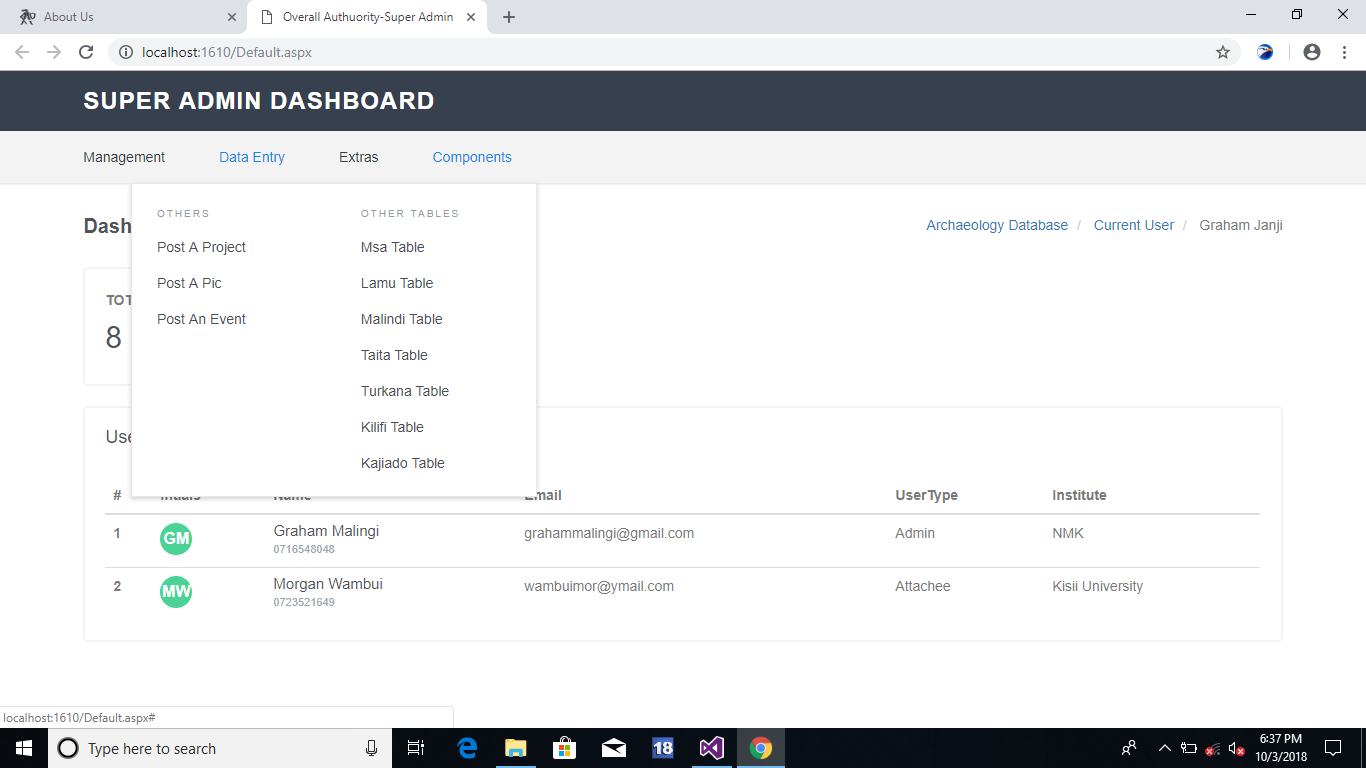 About Us
Overall Authuority-Super Admin
localhost:1610/Default.aspx
SUPER ADMIN DASHBOARD
Management Data Entry Extras Components
OTHERS OTHER TABLES
Dash Archaeology Database / Current User / Graham Janji
Post A Project Msa Table
Post A Pic Lamu Table
TOT
Post An Event Malindi Table
8
Taita Table
Turkana Table
Kilifi Table
Use
Kajiado Table
# Initials Name Email UserType Institute
1 GM Graham Malingi grahammalingi@gmail.com Admin NMK
0716548048
2 MW Morgan Wambui wambuimor@ymail.com Attachee Kisii University
0723521649
localhost:1610/Default.aspx#
Type here to search
18
6:37 PM
10/3/2018